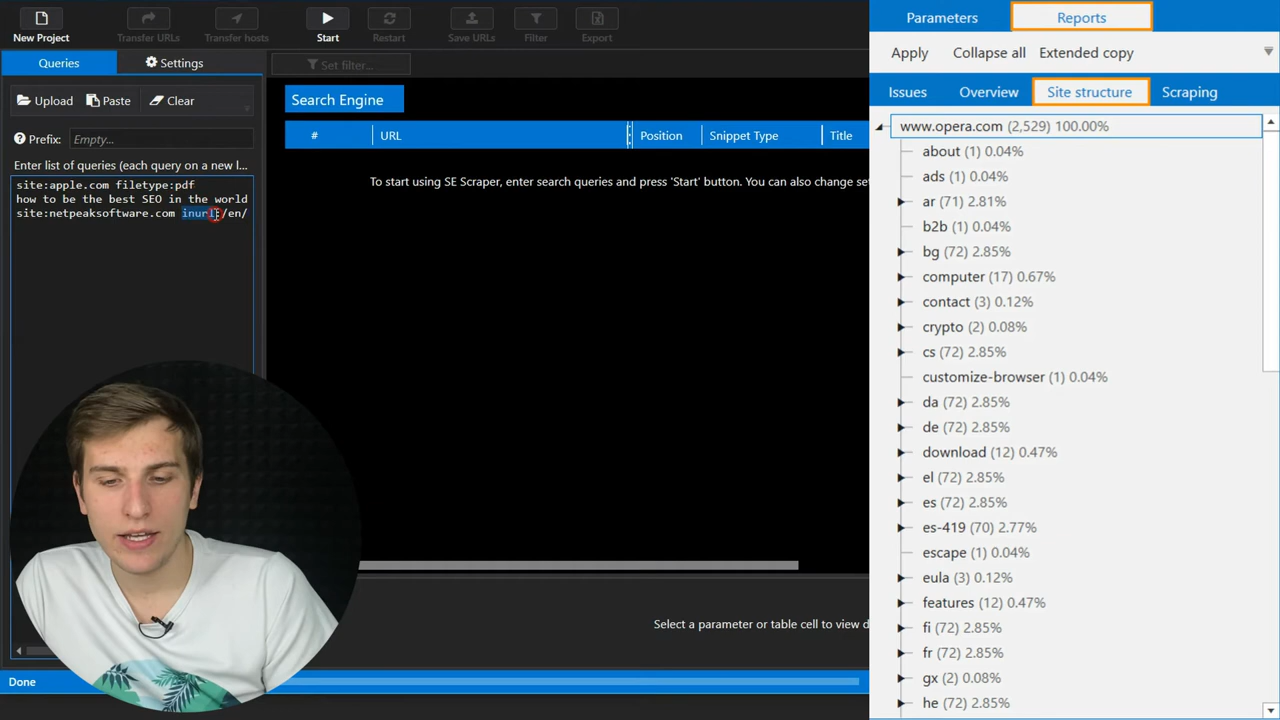 New Project
Transfer URLs
Transfer hosts
Start
Restart
Save URLs
Filter
Export
Queries
Settings
Set filter...
Upload
Paste
Clear
Prefix:
Empty...
Enter list of queries (each query on a new l...
site:apple.com filetype:pdf
how to be the best SEO in the world
site:netpeaksoftware.com inurl:/en/
Done
Search Engine
# URL Position Snippet Type Title
To start using SE Scraper, enter search queries and press 'Start' button. You can also change set
Select a parameter or table cell to view d
Parameters
Reports
Apply
Collapse all
Extended copy
Issues
Overview
Site structure
Scraping
www.opera.com (2,529) 100.00%
about (1) 0.04%
ads (1) 0.04%
ar (71) 2.81%
b2b (1) 0.04%
bg (72) 2.85%
computer (17) 0.67%
contact (3) 0.12%
crypto (2) 0.08%
cs (72) 2.85%
customize-browser (1) 0.04%
da (72) 2.85%
de (72) 2.85%
download (12) 0.47%
el (72) 2.85%
es (72) 2.85%
es-419 (70) 2.77%
escape (1) 0.04%
eula (3) 0.12%
features (12) 0.47%
fi (72) 2.85%
fr (72) 2.85%
gx (2) 0.08%
he (72) 2.85%